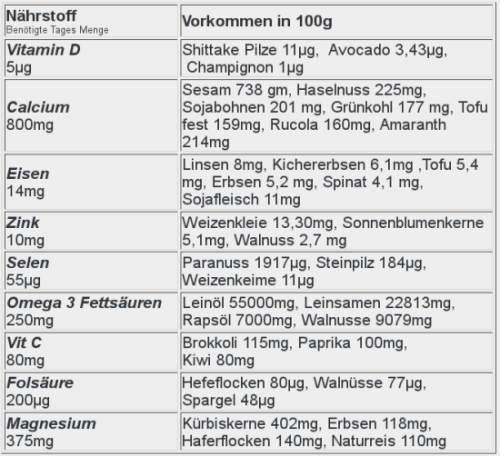 Nährstoff
Benötigte Tages Menge
Vorkommen in 100g
Vitamin D
5µg
Shittake Pilze 11µg, Avocado 3,43µg,
Champignon 1µg
Calcium
800mg
Sesam 738 gm, Haselnuss 225mg,
Sojabohnen 201 mg, Grünkohl 177 mg, Tofu
fest 159mg, Rucola 160mg, Amaranth
214mg
Eisen
14mg
Linsen 8mg, Kichererbsen 6,1mg ,Tofu 5,4
mg, Erbsen 5,2 mg, Spinat 4,1 mg,
Sojafleisch 11mg
Zink
10mg
Weizenkleie 13,30mg, Sonnenblumenkerne
5,1mg, Walnuss 2,7 mg
Selen
55µg
Paranuss 1917µg, Steinpilz 184µg,
Weizenkeime 11µg
Omega 3 Fettsäuren
250mg
Leinöl 55000mg, Leinsamen 22813mg,
Rapsöl 7000mg, Walnusse 9079mg
Vit C
80mg
Brokkoli 115mg, Paprika 100mg,
Kiwi 80mg
Folsäure
200µg
Hefeflocken 80µg, Walnüsse 77µg,
Spargel 48µg
Magnesium
375mg
Kürbiskerne 402mg, Erbsen 118mg,
Haferflocken 140mg, Naturreis 110mg